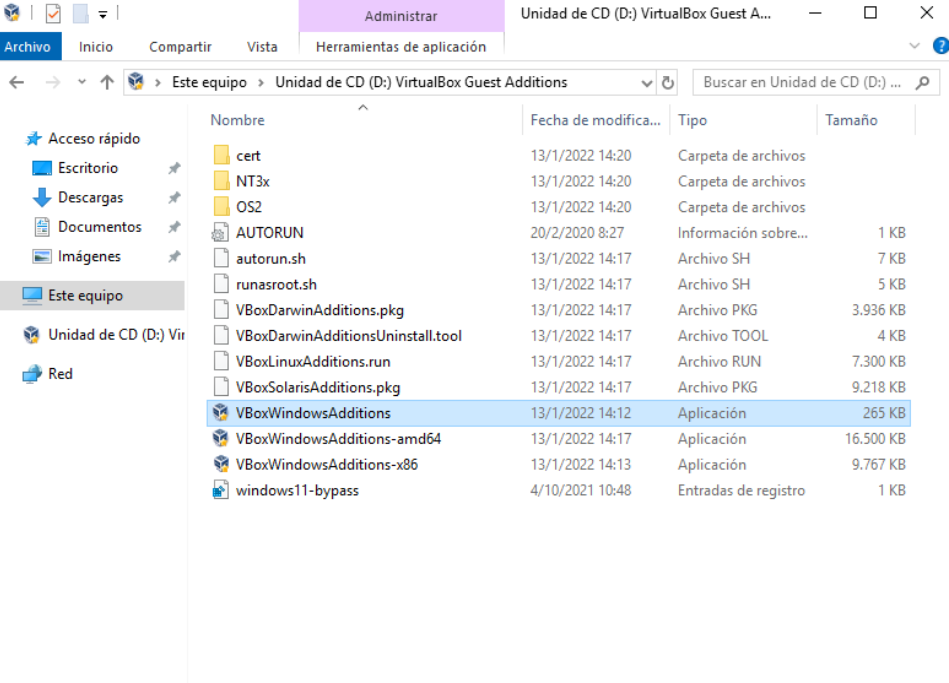 Administrar
Unidad de CD (D:) VirtualBox Guest A...
Archivo Inicio Compartir Vista Herramientas de aplicación
Este equipo > Unidad de CD (D:) VirtualBox Guest Additions
Buscar en Unidad de CD (D:) ...
Acceso rápido
Escritorio
Descargas
Documentos
Imágenes
Este equipo
Unidad de CD (D:) Vir
Red
Nombre Fecha de modifica... Tipo Tamaño
cert 13/1/2022 14:20 Carpeta de archivos
NT3x 13/1/2022 14:20 Carpeta de archivos
OS2 13/1/2022 14:20 Carpeta de archivos
AUTORUN 20/2/2020 8:27 Información sobre... 1 KB
autorun.sh 13/1/2022 14:17 Archivo SH 7 KB
runasroot.sh 13/1/2022 14:17 Archivo SH 5 KB
VBoxDarwinAdditions.pkg 13/1/2022 14:17 Archivo PKG 3.936 KB
VBoxDarwinAdditionsUninstall.tool 13/1/2022 14:17 Archivo TOOL 4 KB
VBoxLinuxAdditions.run 13/1/2022 14:17 Archivo RUN 7.300 KB
VBoxSolarisAdditions.pkg 13/1/2022 14:17 Archivo PKG 9.218 KB
VBoxWindowsAdditions 13/1/2022 14:12 Aplicación 265 KB
VBoxWindowsAdditions-amd64 13/1/2022 14:17 Aplicación 16.500 KB
VBoxWindowsAdditions-x86 13/1/2022 14:13 Aplicación 9.767 KB
windows11-bypass 4/10/2021 10:48 Entradas de registro 1 KB